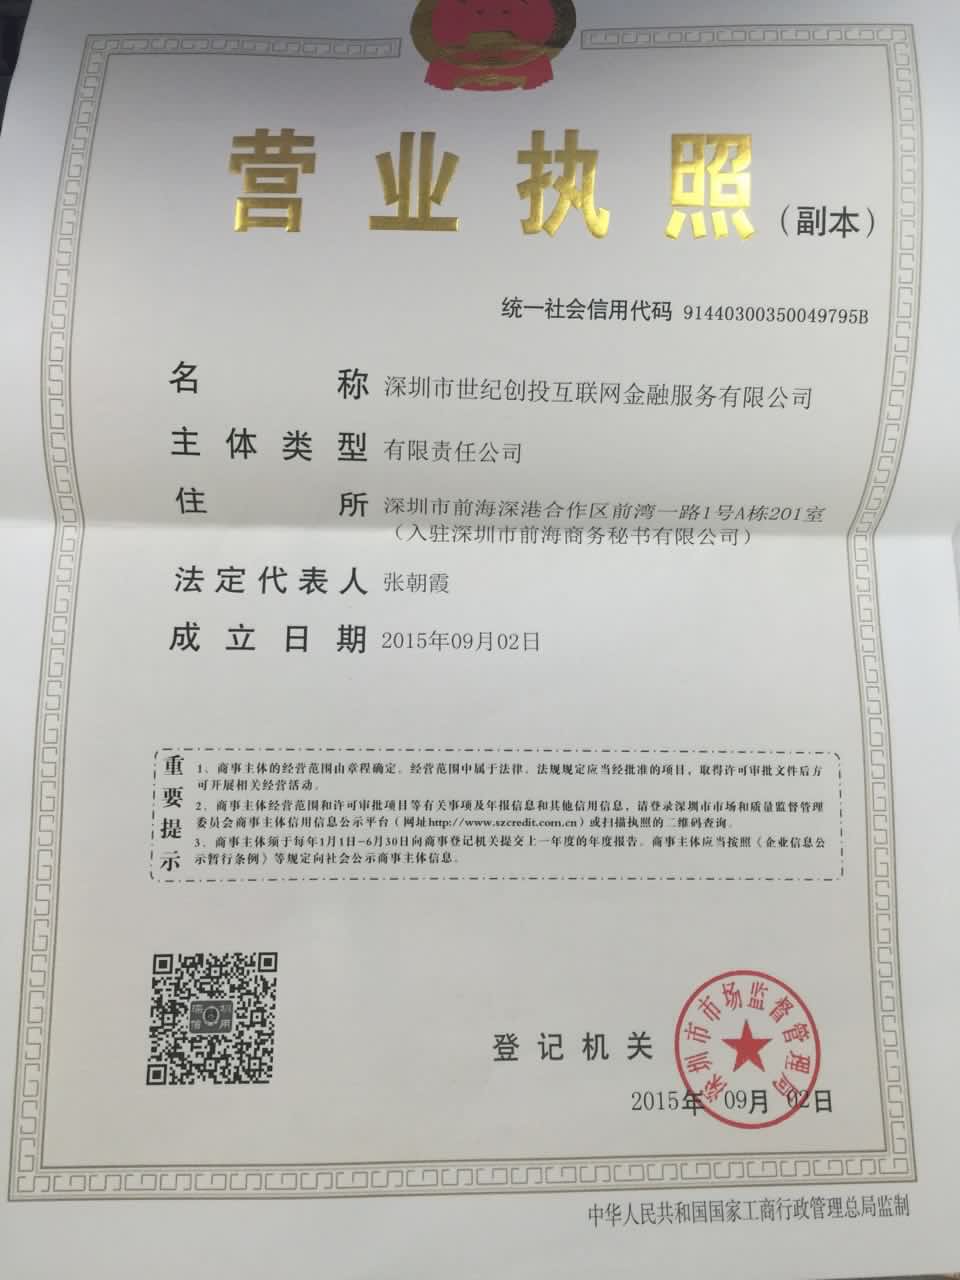 营业执照
（副本）
统一社会信用代码 91440300350049795B
名称 深圳市世纪创投互联网金融服务有限公司
主体类型 有限责任公司
住所 深圳市前海深港合作区前湾一路1号A栋201室
（入驻深圳市前海商务秘书有限公司）
法定代表人 张朝霞
成立日期 2015年09月02日
重要提示
1、商事主体的经营范围由章程确定。经营范围中属于法律、法规规定应当经批准的项目，取得许可审批文件后方
可开展相关经营活动。
2、商事主体经营范围和许可审批项目等有关事项及年报信息和其他信用信息，请登录深圳市市场和质量监督管理
委员会商事主体信用信息公示平台（网址http://www.szcredit.com.cn）或扫描执照的二维码查询。
3、商事主体须于每年1月1日-6月30日向商事登记机关提交上一年度的年度报告。商事主体应当按照《企业信息公
示暂行条例》等规定向社会公示商事主体信息。
深圳
信用
登记机关
深圳市市场监督管理局
2015年 09月 02日
中华人民共和国国家工商行政管理总局监制